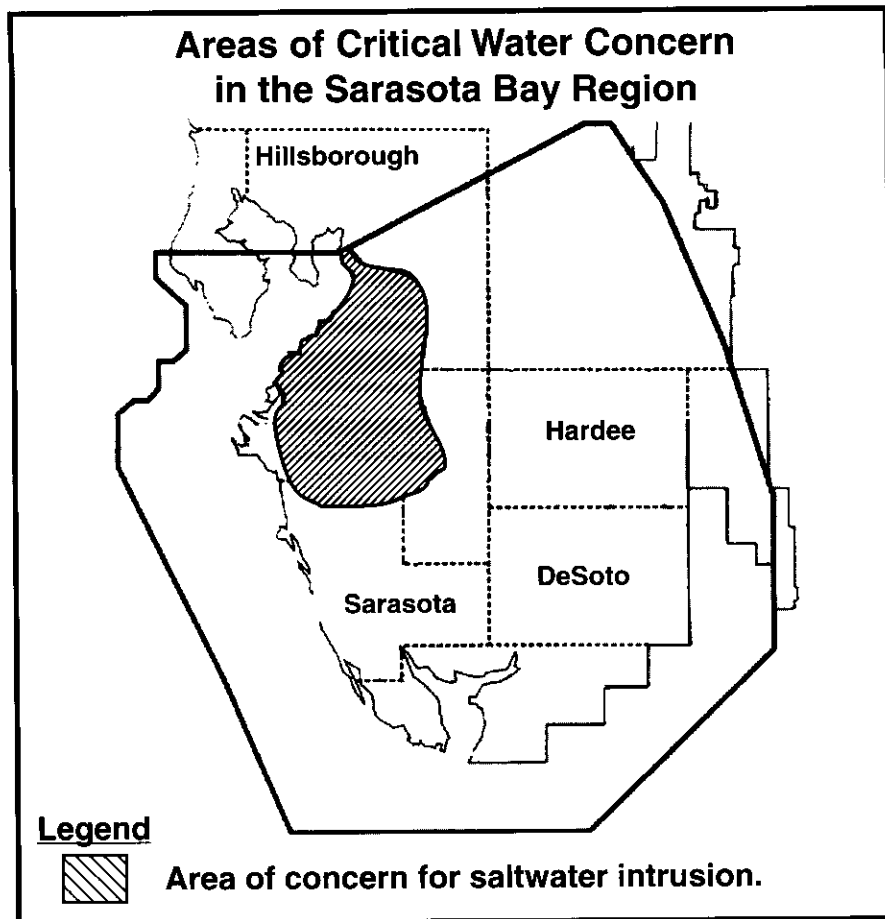 Areas of Critical Water Concern
in the Sarasota Bay Region
Hillsborough
Hardee
DeSoto
Sarasota
Legend
Area of concern for saltwater intrusion.